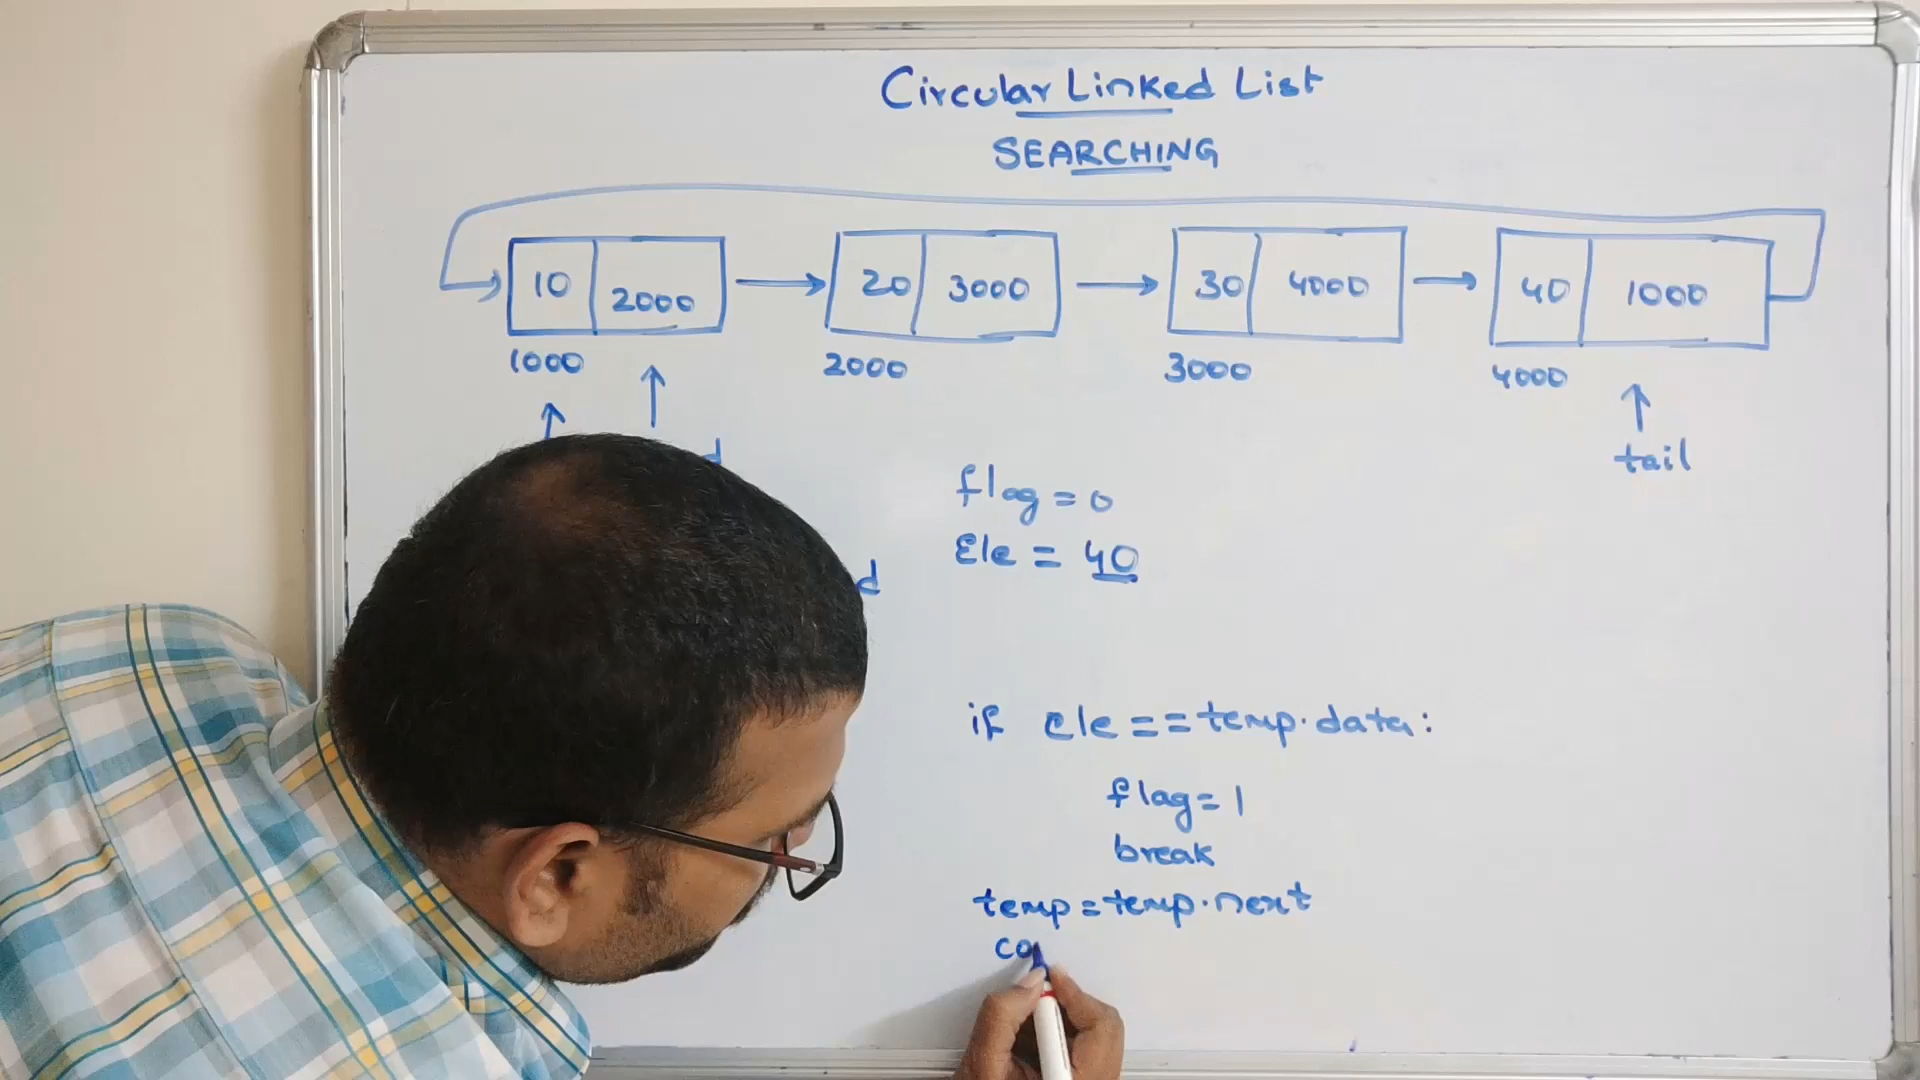 Circular Linked List
SEARCHING
10 2000 20 3000 30 4000 40 1000
1000 2000 3000 4000
tail
flag = 0
Ele = 40
if ele == temp.data:
flag = 1
break
temp = temp.next